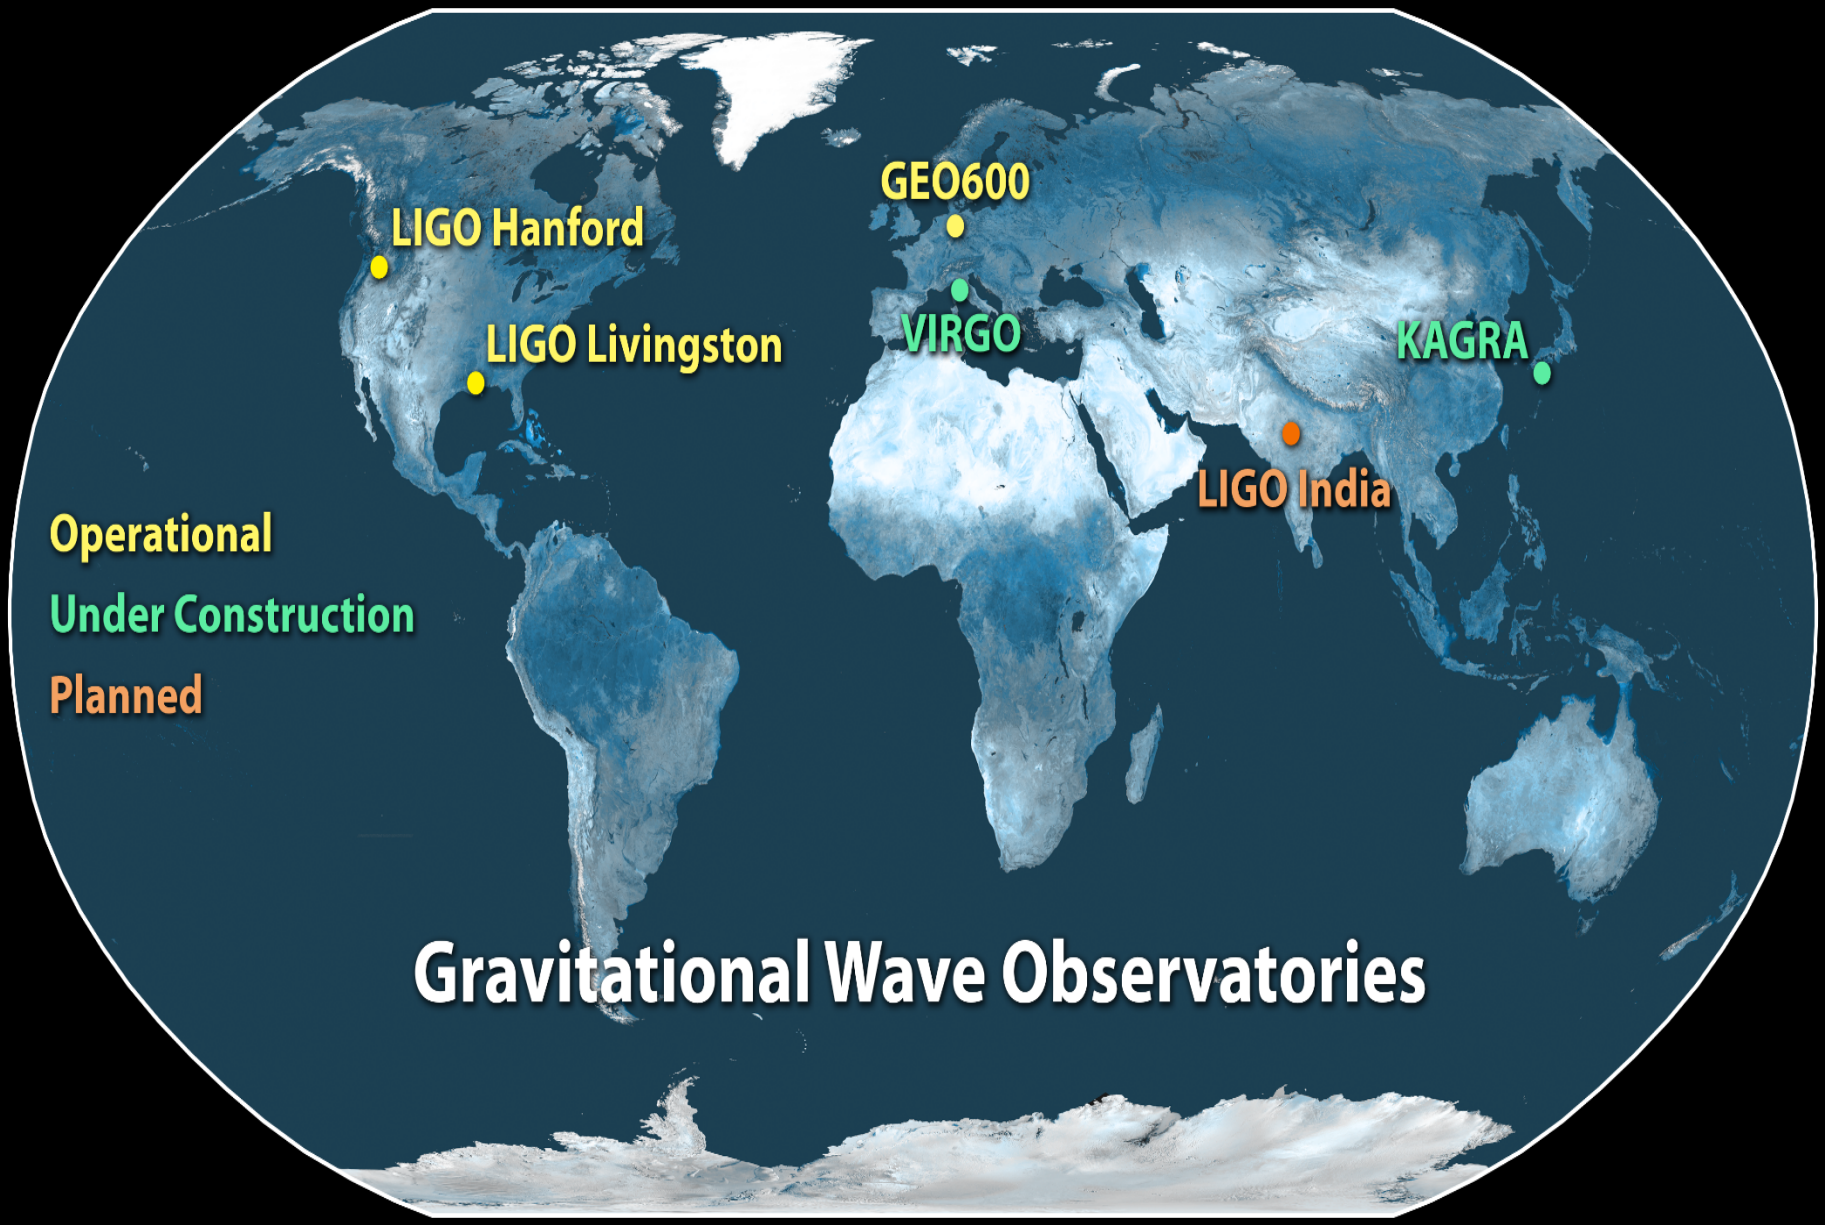 GEO600
LIGO Hanford
VIRGO
KAGRA
LIGO Livingston
LIGO India
Operational
Under Construction
Planned
Gravitational Wave Observatories